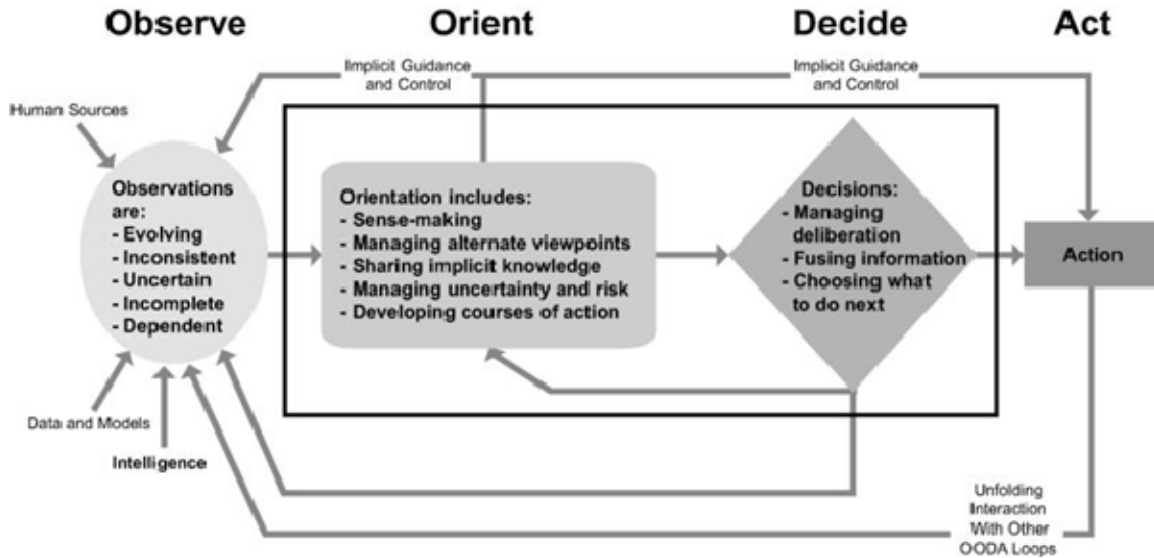 Observe
Orient
Decide
Act
Implicit Guidance
and Control
Implicit Guidance
and Control
Human Sources
Observations
are:
- Evolving
- Inconsistent
- Uncertain
- Incomplete
- Dependent
Orientation includes:
- Sense-making
- Managing alternate viewpoints
- Sharing implicit knowledge
- Managing uncertainty and risk
- Developing courses of action
Decisions:
- Managing
deliberation
- Fusing information
- Choosing what
to do next
Action
Data and Models
Intelligence
Unfolding
Interaction
With Other
OODA Loops